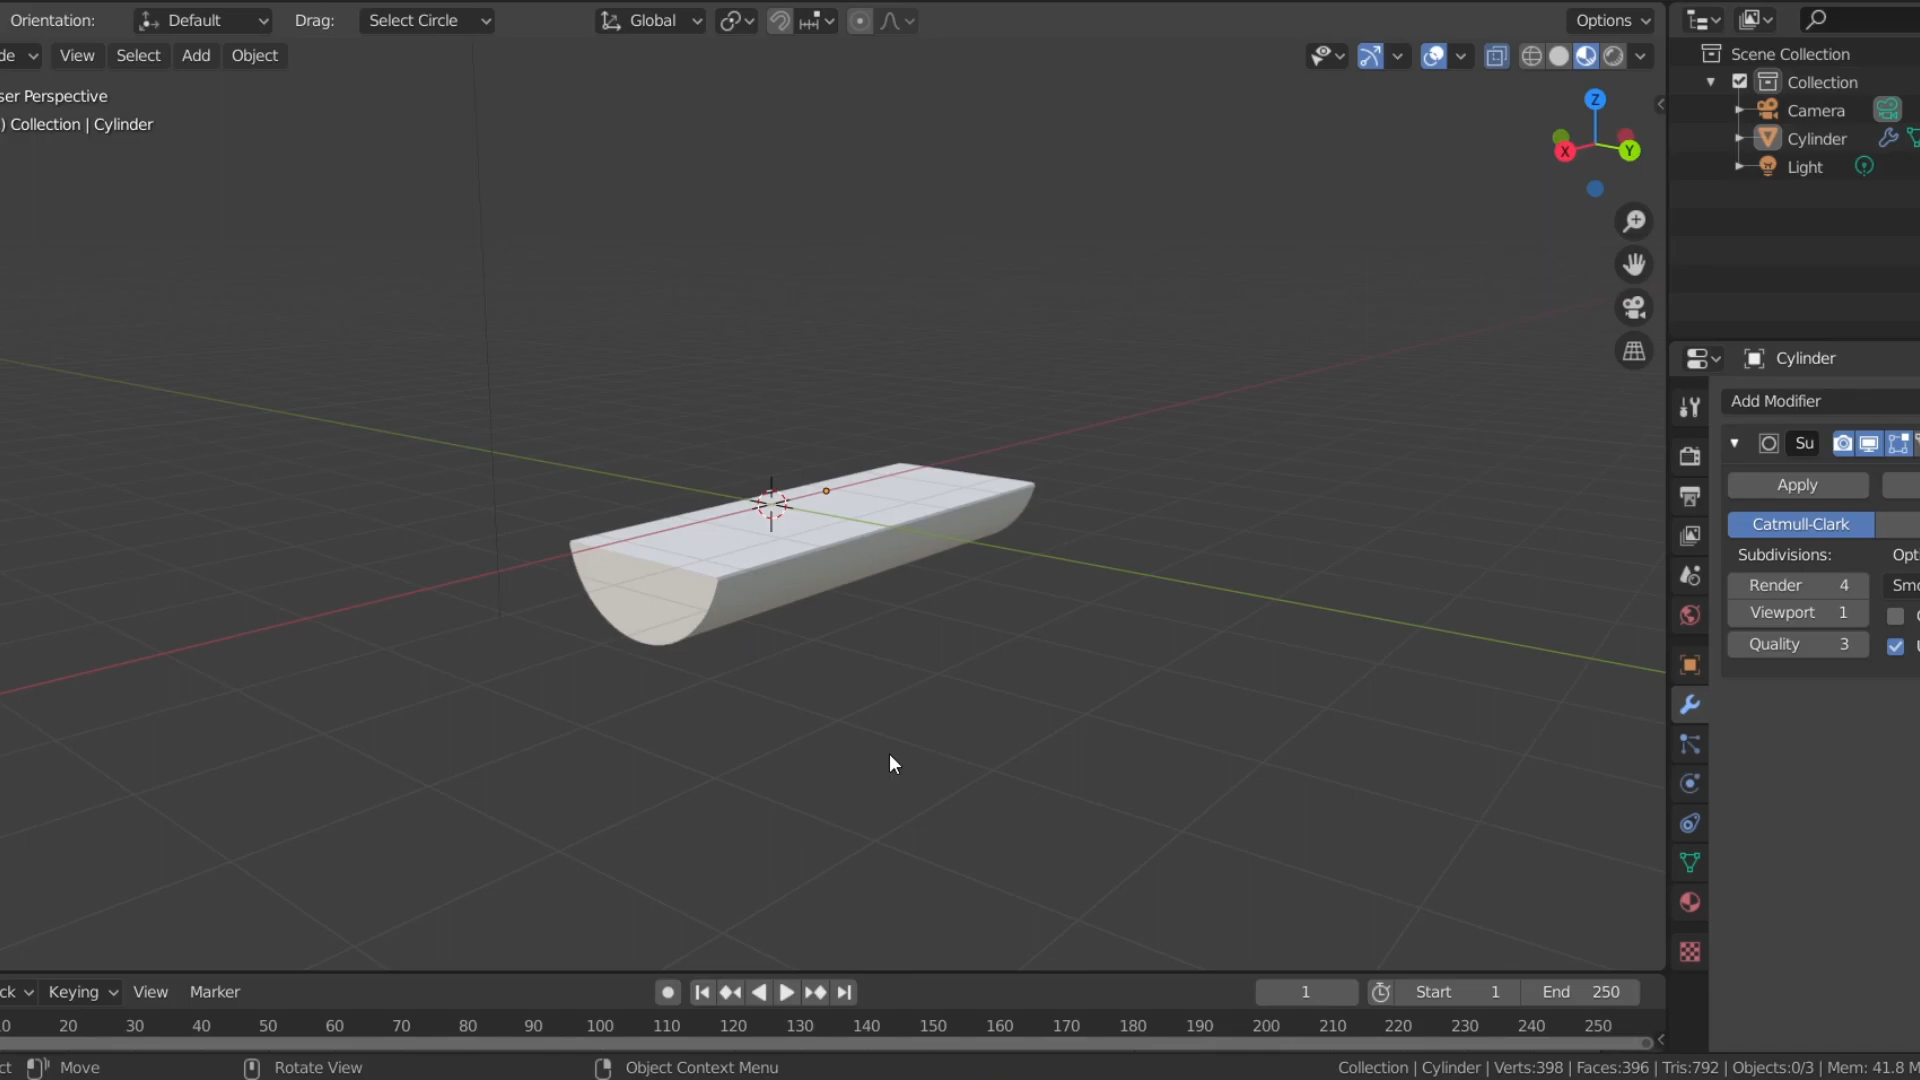 Orientation: Default Drag: Select Circle Global Options
de View Select Add Object
ser Perspective
) Collection | Cylinder
Z
X Y
Scene Collection
Collection
Camera
Cylinder
Light
Cylinder
Add Modifier
Su
Apply
Catmull-Clark
Subdivisions: Opt
Render 4 Smo
Viewport 1
Quality 3
ck Keying View Marker 1 Start 1 End 250
0 20 30 40 50 60 70 80 90 100 110 120 130 140 150 160 170 180 190 200 210 220 230 240 250
ct Move Rotate View Object Context Menu Collection | Cylinder | Verts:398 | Faces:396 | Tris:792 | Objects:0/3 | Mem: 41.8 M